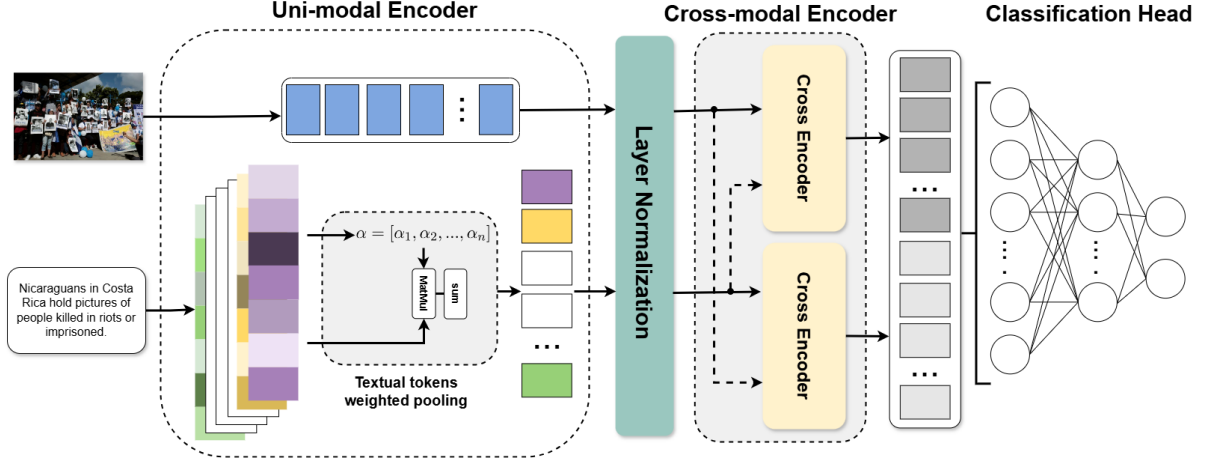 Uni-modal Encoder
Cross-modal Encoder
Classification Head
Nicaraguans in Costa
Rica hold pictures of
people killed in riots or
imprisoned.
α = [α₁, α₂, ..., αₙ]
MatMul
sum
Textual tokens
weighted pooling
Layer Normalization
Cross Encoder
Cross Encoder